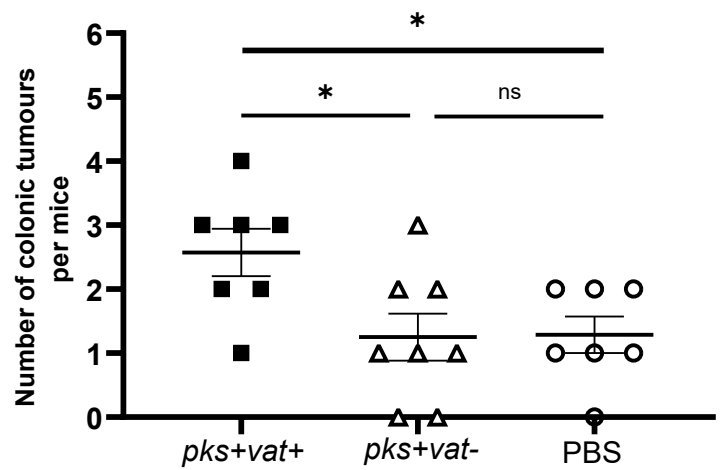 Number of colonic tumours
per mice
6
5
4
3
2
1
0
*
*
ns
pks+vat+
pks+vat-
PBS